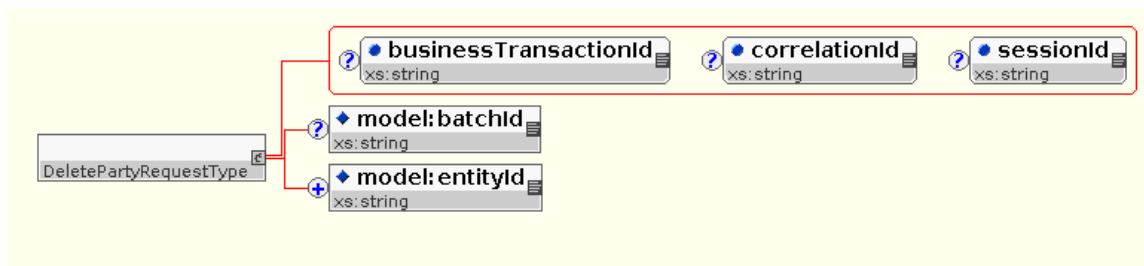 ? businessTransactionId ? correlationId ? sessionId
xs:string xs:string xs:string
? model:batchId
xs:string
DeletePartyRequestType c
+ model:entityId
xs:string